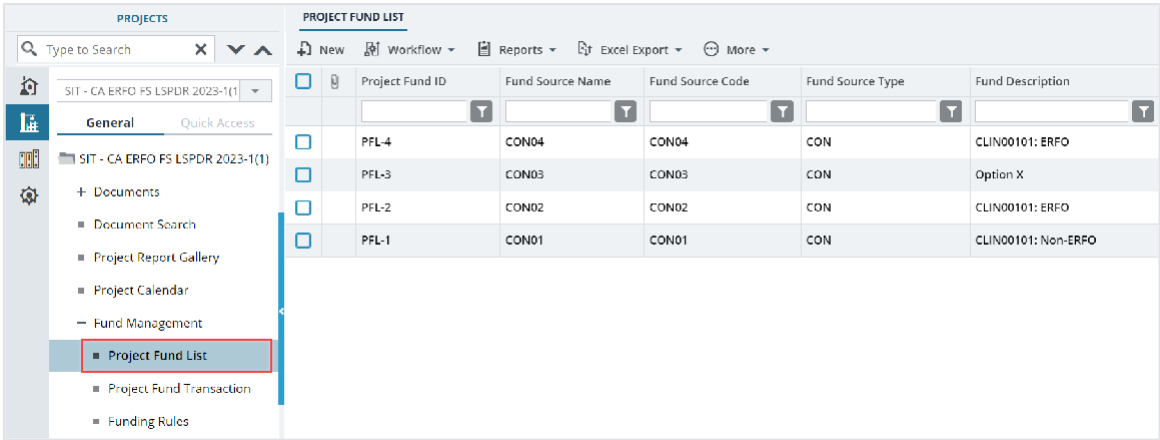 PROJECTS
Type to Search
SIT - CA ERFO FS LSPDR 2023-1(1
General Quick Access
SIT - CA ERFO FS LSPDR 2023-1(1)
Documents
Document Search
Project Report Gallery
Project Calendar
Fund Management
Project Fund List
Project Fund Transaction
Funding Rules
PROJECT FUND LIST
New Workflow Reports Excel Export More
Project Fund ID Fund Source Name Fund Source Code Fund Source Type Fund Description
PFL-4 CON04 CON04 CON CLIN00101: ERFO
PFL-3 CON03 CON03 CON Option X
PFL-2 CON02 CON02 CON CLIN00101: ERFO
PFL-1 CON01 CON01 CON CLIN00101: Non-ERFO